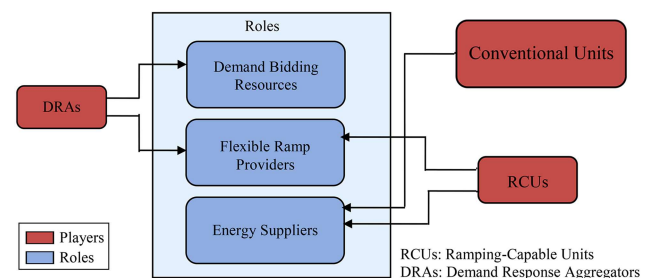 Roles
Demand Bidding
Resources
Conventional Units
DRAs
Flexible Ramp
Providers
RCUs
Energy Suppliers
Players
Roles
RCUs: Ramping-Capable Units
DRAs: Demand Response Aggregators